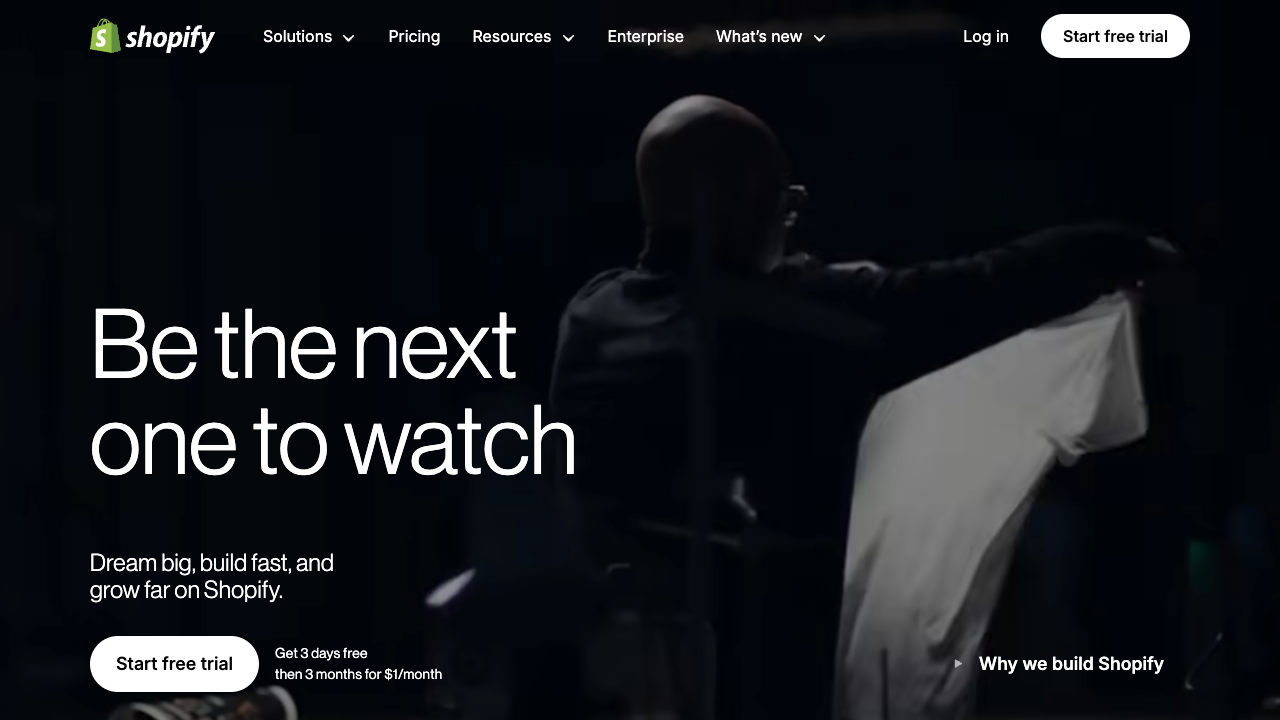 shopify
Solutions
Pricing
Resources
Enterprise
What's new
Log in
Start free trial
Be the next
one to watch
Dream big, build fast, and
grow far on Shopify.
Start free trial
Get 3 days free
then 3 months for $1/month
Why we build Shopify